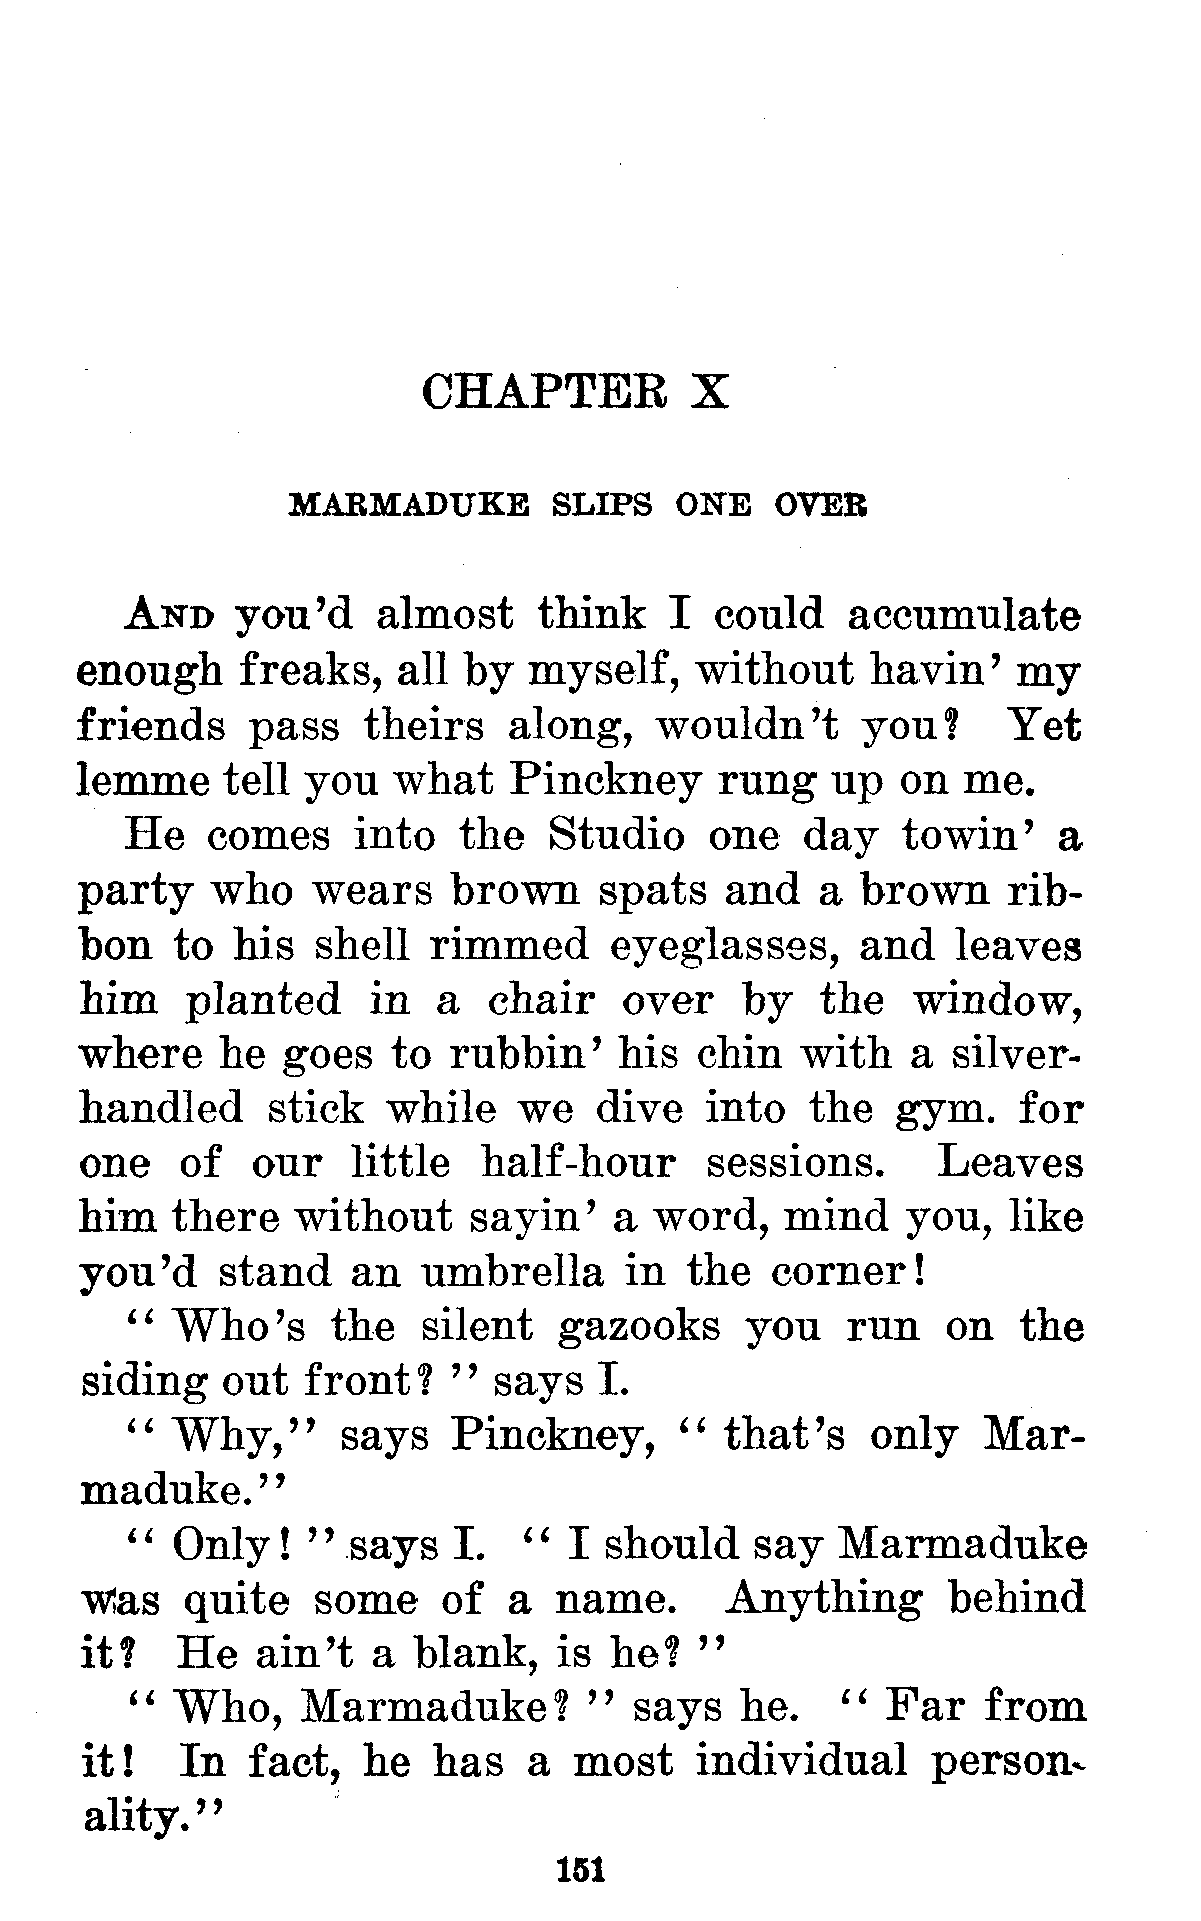 CHAPTER X
MARMADUKE SLIPS ONE OVER
AND you'd almost think I could accumulate
enough freaks, all by myself, without havin' my
friends pass theirs along, wouldn't you? Yet
lemme tell you what Pinckney rung up on me.
He comes into the Studio one day towin' a
party who wears brown spats and a brown rib-
bon to his shell rimmed eyeglasses, and leaves
him planted in a chair over by the window,
where he goes to rubbin' his chin with a silver-
handled stick while we dive into the gym. for
one of our little half-hour sessions. Leaves
him there without sayin' a word, mind you, like
you'd stand an umbrella in the corner!
"Who's the silent gazooks you run on the
siding out front?" says I.
"Why," says Pinckney, "that's only Mar-
maduke."
"Only!" says I. "I should say Marmaduke
was quite some of a name. Anything behind
it? He ain't a blank, is he?"
"Who, Marmaduke?" says he. "Far from
it! In fact, he has a most individual person-
ality."
151